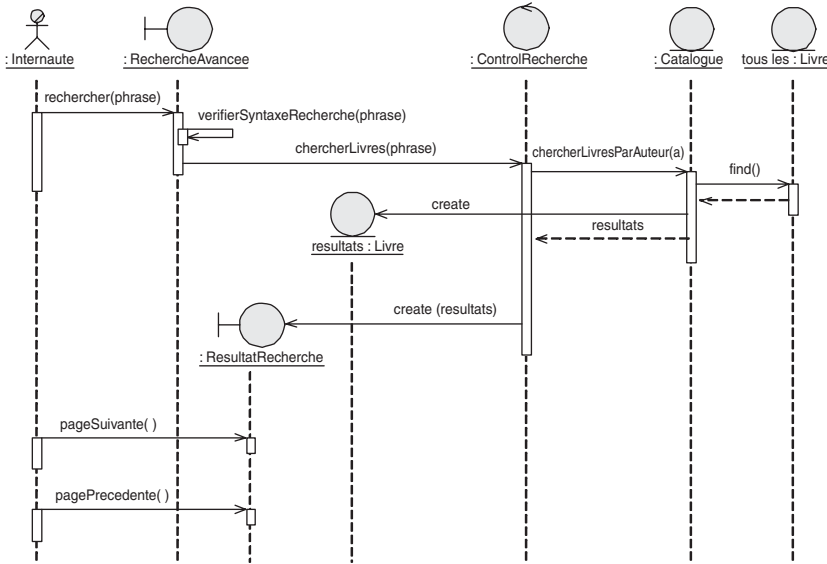 : Internaute
: RechercheAvancee
: ControlRecherche
: Catalogue
tous les : Livre
rechercher(phrase)
verifierSyntaxeRecherche(phrase)
chercherLivres(phrase)
chercherLivresParAuteur(a)
find()
create
resultats
resultats : Livre
create (resultats)
: ResultatRecherche
pageSuivante( )
pagePrecedente( )